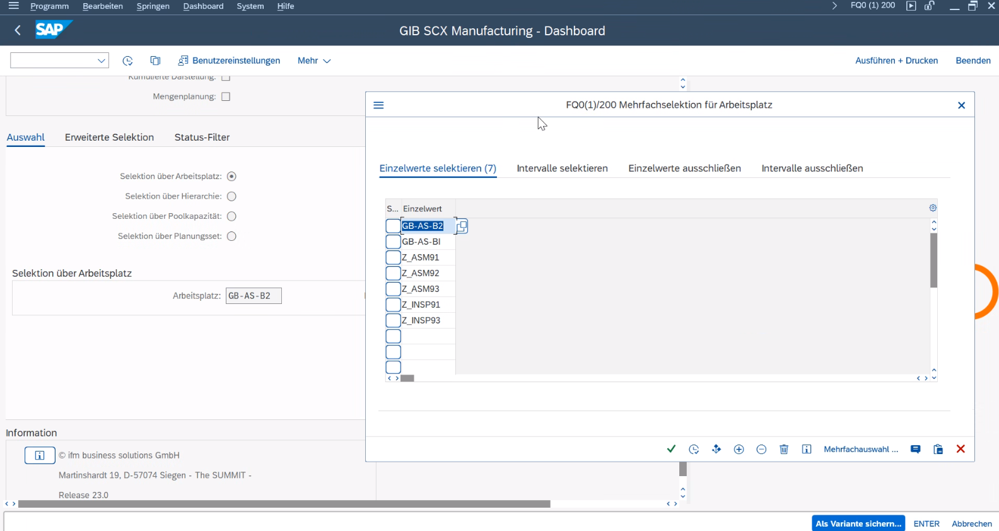 Programm Bearbeiten Springen Dashboard System Hilfe FQ0 (1) 200
SAP GIB SCX Manufacturing - Dashboard
Benutzereinstellungen Mehr Ausführen + Drucken Beenden
Kumulierte Darstellung:
Mengenplanung:
FQ0(1)/200 Mehrfachselektion für Arbeitsplatz
Auswahl Erweiterte Selektion Status-Filter
Einzelwerte selektieren (7) Intervalle selektieren Einzelwerte ausschließen Intervalle ausschließen
Selektion über Arbeitsplatz:
Selektion über Hierarchie:
Selektion über Poolkapazität:
Selektion über Planungsset:
S... Einzelwert
GB-AS-B2
GB-AS-BI
Z_ASM91
Z_ASM92
Z_ASM93
Z_INSP91
Z_INSP93
Selektion über Arbeitsplatz
Arbeitsplatz: GB-AS-B2
Mehrfachauswahl ...
Information
© ifm business solutions GmbH
Martinshardt 19, D-57074 Siegen - The SUMMIT -
Release 23.0
Als Variante sichern... ENTER Abbrechen